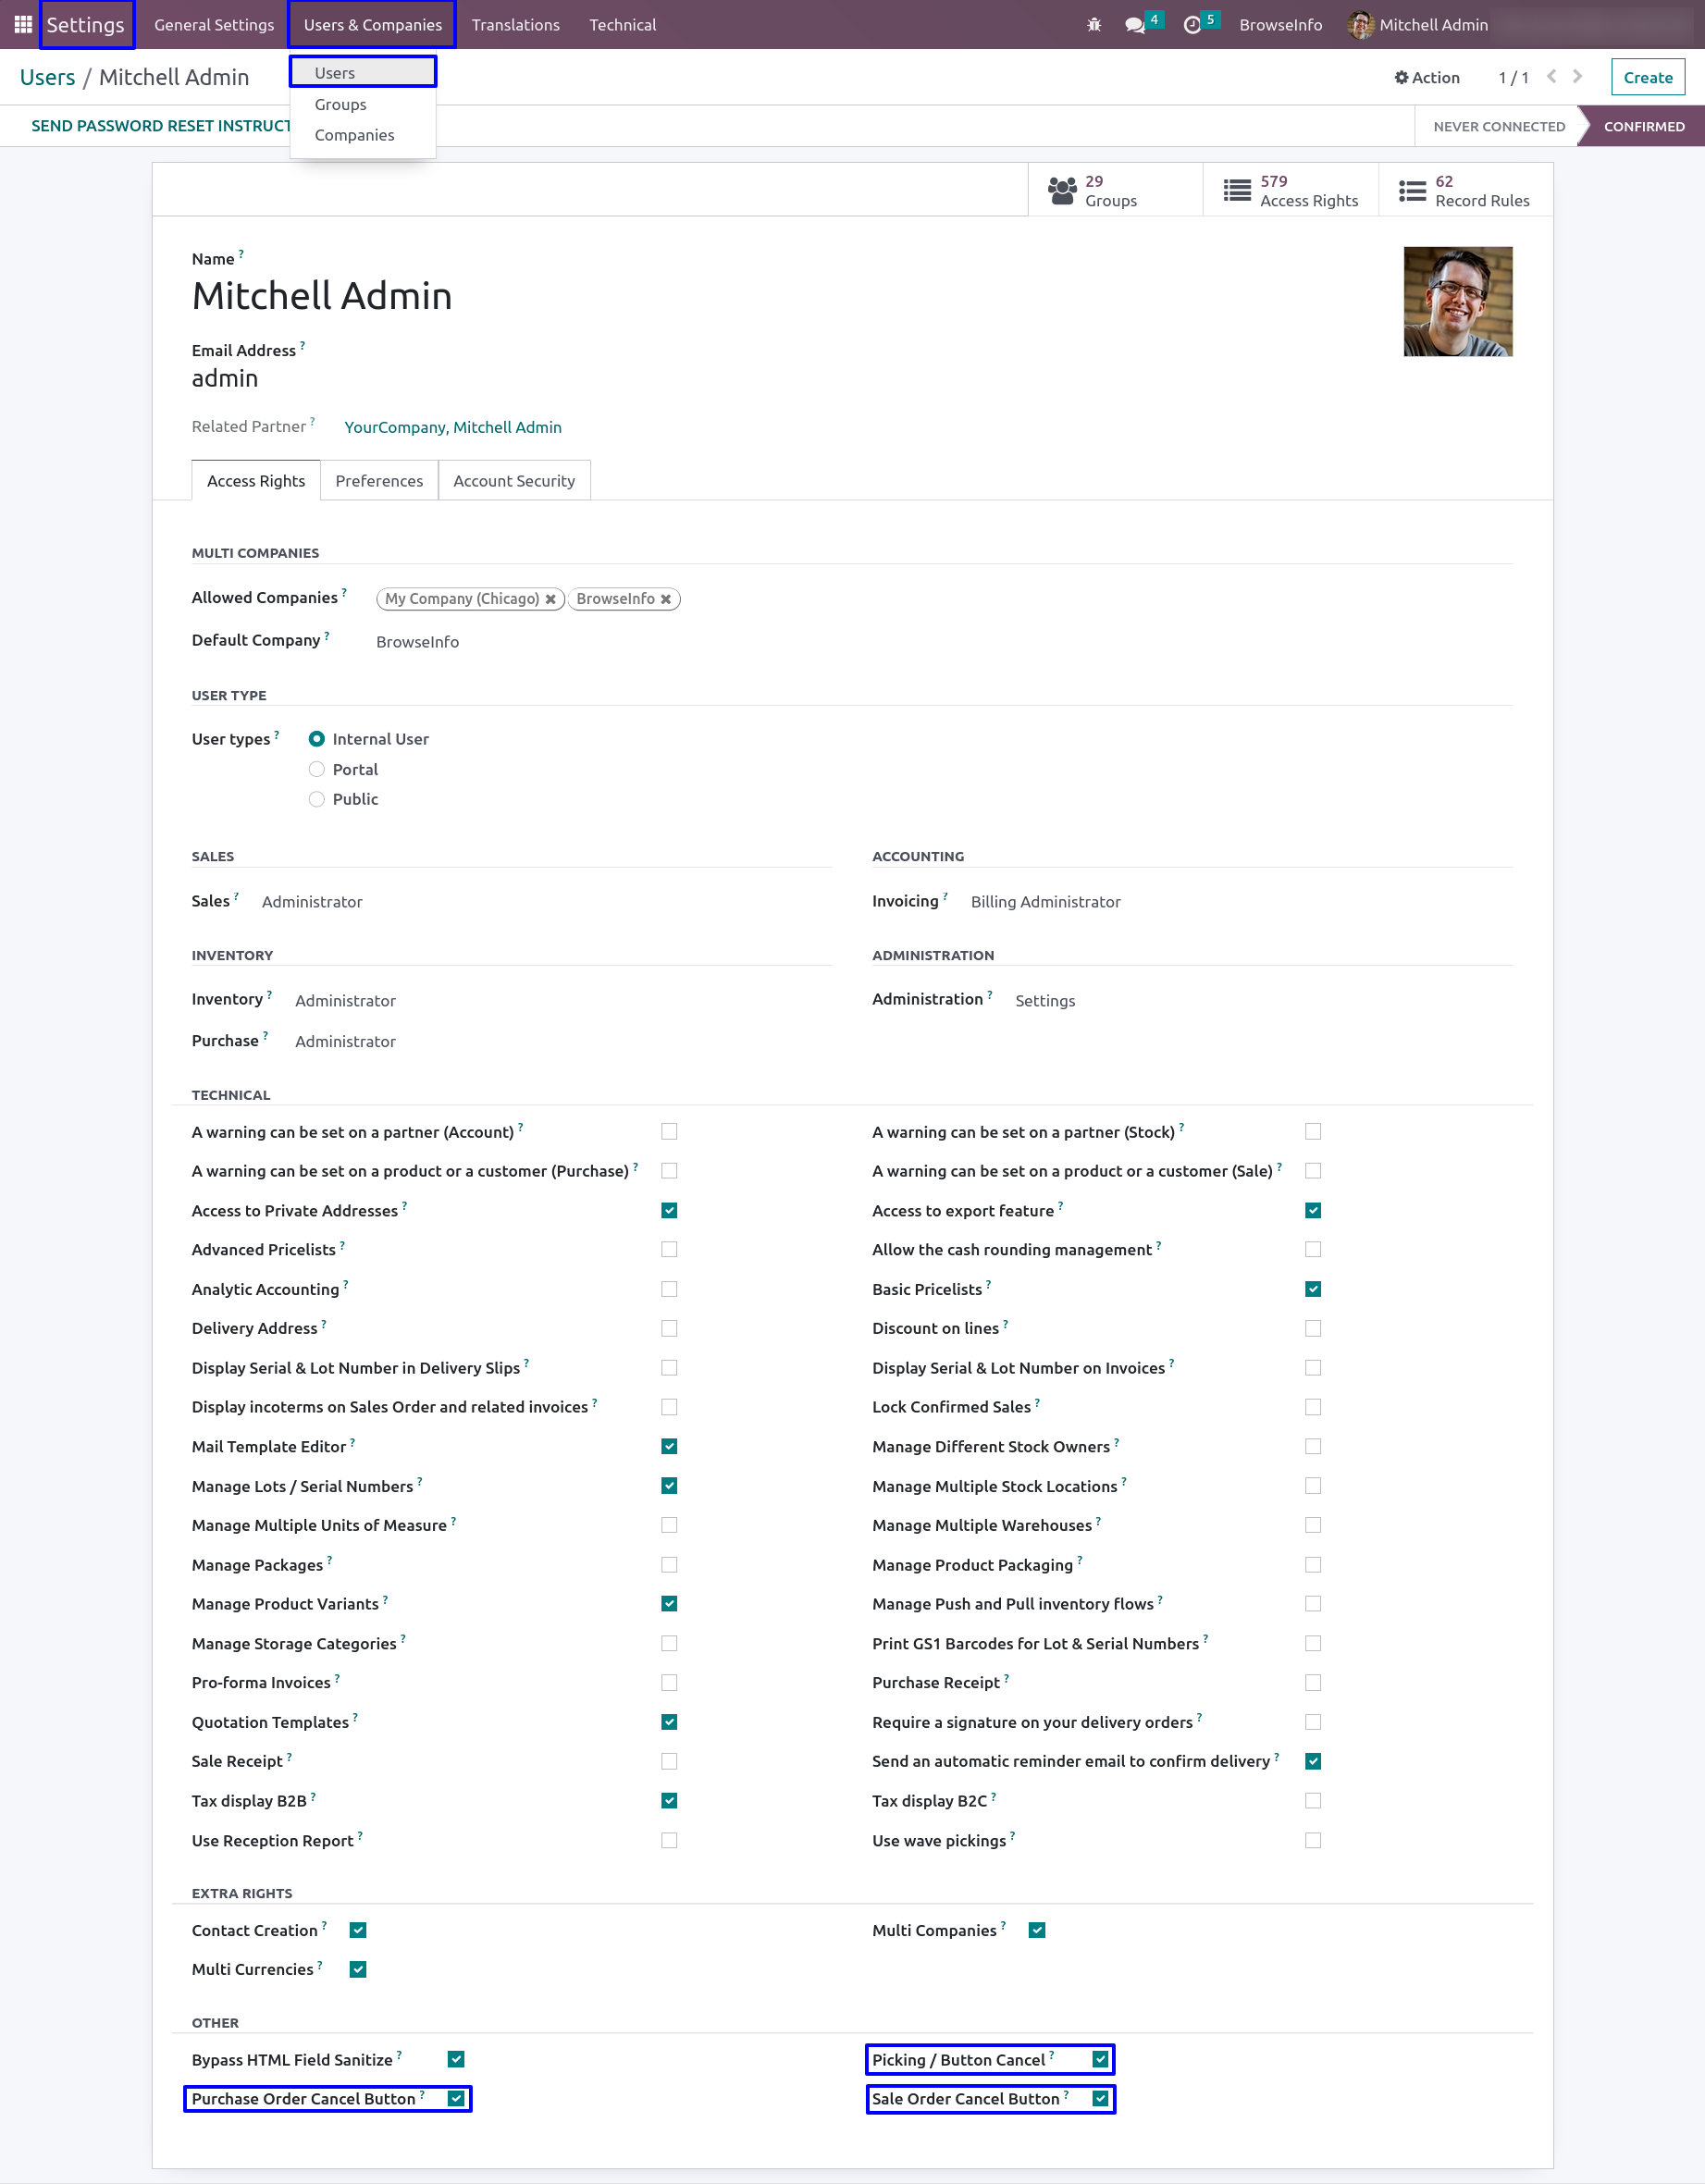 Settings General Settings Users & Companies Translations Technical 4 5 BrowseInfo Mitchell Admin
Users / Mitchell Admin Users Action 1 / 1 Create
Groups
SEND PASSWORD RESET INSTRUCT Companies NEVER CONNECTED CONFIRMED
29 Groups 579 Access Rights 62 Record Rules
Name ?
Mitchell Admin
Email Address ?
admin
Related Partner ? YourCompany, Mitchell Admin
Access Rights Preferences Account Security
MULTI COMPANIES
Allowed Companies ? My Company (Chicago) ✖ BrowseInfo ✖
Default Company ? BrowseInfo
USER TYPE
User types ? Internal User
Portal
Public
SALES ACCOUNTING
Sales ? Administrator Invoicing ? Billing Administrator
INVENTORY ADMINISTRATION
Inventory ? Administrator Administration ? Settings
Purchase ? Administrator
TECHNICAL
A warning can be set on a partner (Account) ? A warning can be set on a partner (Stock) ?
A warning can be set on a product or a customer (Purchase) ? A warning can be set on a product or a customer (Sale) ?
Access to Private Addresses ? Access to export feature ?
Advanced Pricelists ? Allow the cash rounding management ?
Analytic Accounting ? Basic Pricelists ?
Delivery Address ? Discount on lines ?
Display Serial & Lot Number in Delivery Slips ? Display Serial & Lot Number on Invoices ?
Display incoterms on Sales Order and related invoices ? Lock Confirmed Sales ?
Mail Template Editor ? Manage Different Stock Owners ?
Manage Lots / Serial Numbers ? Manage Multiple Stock Locations ?
Manage Multiple Units of Measure ? Manage Multiple Warehouses ?
Manage Packages ? Manage Product Packaging ?
Manage Product Variants ? Manage Push and Pull inventory flows ?
Manage Storage Categories ? Print GS1 Barcodes for Lot & Serial Numbers ?
Pro-forma Invoices ? Purchase Receipt ?
Quotation Templates ? Require a signature on your delivery orders ?
Sale Receipt ? Send an automatic reminder email to confirm delivery ?
Tax display B2B ? Tax display B2C ?
Use Reception Report ? Use wave pickings ?
EXTRA RIGHTS
Contact Creation ? Multi Companies ?
Multi Currencies ?
OTHER
Bypass HTML Field Sanitize ? Picking / Button Cancel ?
Purchase Order Cancel Button ? Sale Order Cancel Button ?